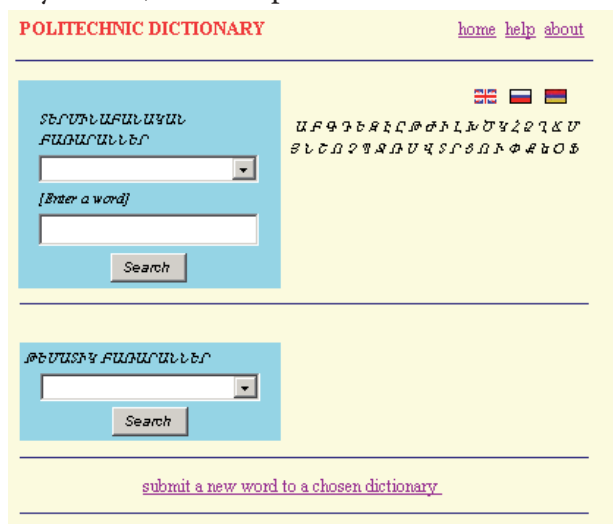 POLITECHNIC DICTIONARY home help about
ՏԵՐՄԻՆԱԲԱՆԱԿԱՆ
ԲԱՌԱՐԱՆՆԵՐ
[Enter a word]
Search
Ա Բ Գ Դ Ե Զ Է Ը Թ Ժ Ի Լ Խ Ծ Կ Հ Ձ Ղ Ճ Մ
Յ Ն Շ Ո Չ Պ Ջ Ռ Ս Վ Տ Ր Ց ՈՒ Փ Ք և Օ Ֆ
ԹԵՄԱՏԻԿ ԲԱՌԱՐԱՆՆԵՐ
Search
submit a new word to a chosen dictionary